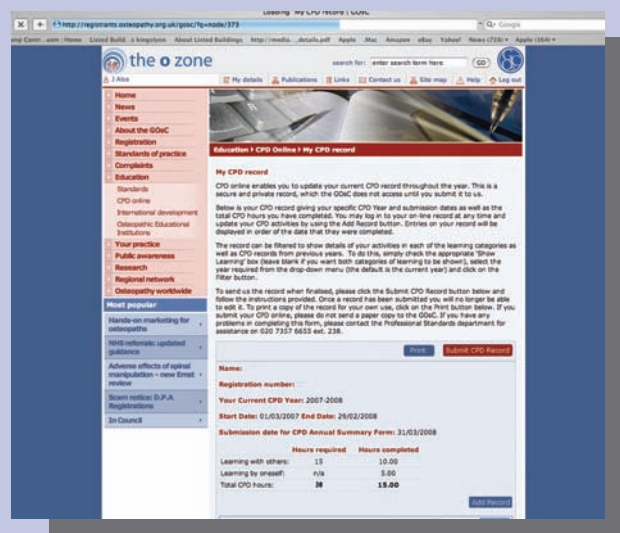 Loading "My CPD record | GOsC"
http://registrants.osteopathy.org.uk/gosc/?q=node/373
Google
About Listed Buildings http://media...details.pdf Apple .Mac Amazon eBay Yahoo! News (728) Apple (164)
the o zone
search for: enter search term here GO
My details Publications Links Contact us Site map Help Log out
Home
News
Events
About the GOsC
Registration
Standards of practice
Complaints
Education
Standards
CPD online
International development
Osteopathic Educational
Institutions
Your practice
Public awareness
Research
Regional network
Osteopathy worldwide
Most popular
Hands-on marketing for
osteopaths
NHS referrals: updated
guidance
Adverse effects of spinal
manipulation – new Ernst
review
Scam notice: D.P.A
Registrations
In Council
Education > CPD Online > My CPD record
My CPD record
CPD online enables you to update your current CPD record throughout the year. This is a
secure and private record, which the GOsC does not access until you submit it to us.
Below is your CPD record giving your specific CPD Year and submission dates as well as the
total CPD hours you have completed. You may log in to your on-line record at any time and
update your CPD activities by using the Add Record button. Entries on your record will be
displayed in order of the date that they were completed.
The record can be filtered to show details of your activities in each of the learning categories as
well as CPD records from previous years. To do this, simply check the appropriate 'Show
Learning' box (leave blank if you want both categories of learning to be shown), select the
year required from the drop-down menu (the default is the current year) and click on the
Filter button.
To send us the record when finalised, please click the Submit CPD Record button below and
follow the instructions provided. Once a record has been submitted you will no longer be able
to edit it. To print a copy of the record for your own use, click on the Print button below. If you
submit your CPD online, please do not send a paper copy to the GOsC. If you have any
problems in completing this form, please contact the Professional Standards department for
assistance on 020 7357 6655 ext. 238.
Print Submit CPD Record
Name:
Registration number:
Your Current CPD Year: 2007-2008
Start Date: 01/03/2007 End Date: 29/02/2008
Submission date for CPD Annual Summary Form: 31/03/2008
Hours required Hours completed
Learning with others: 15 10.00
Learning by oneself: n/a 5.00
Total CPD hours: 30 15.00
Add Record